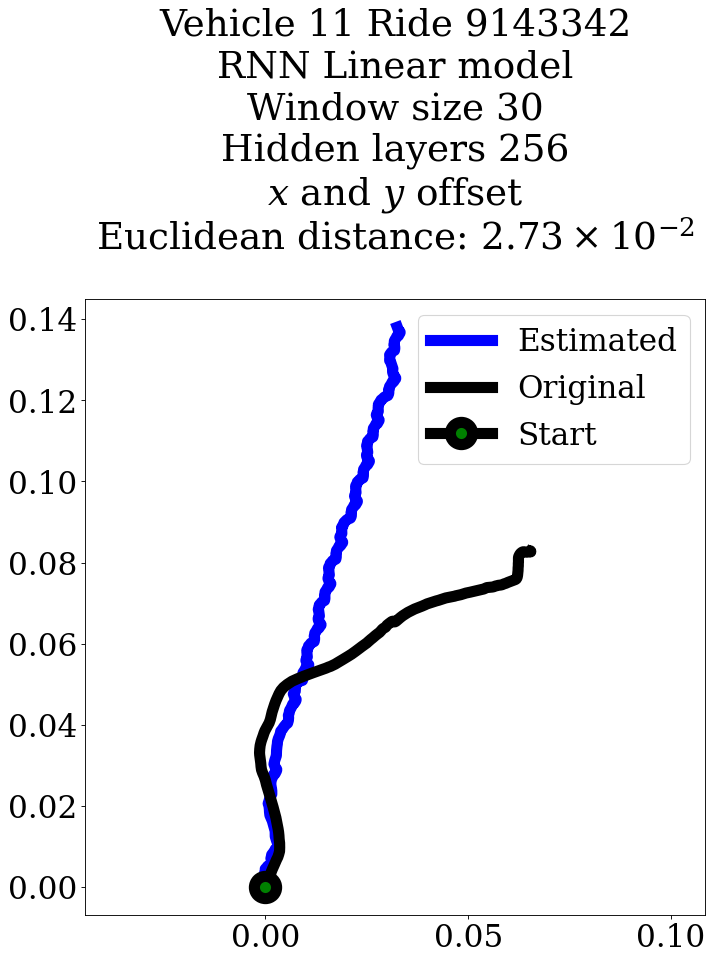 Vehicle 11 Ride 9143342
RNN Linear model
Window size 30
Hidden layers 256
x and y offset
Euclidean distance: 2.73 × 10⁻²
0.14
0.12
0.10
0.08
0.06
0.04
0.02
0.00
Estimated
Original
Start
0.00 0.05 0.10